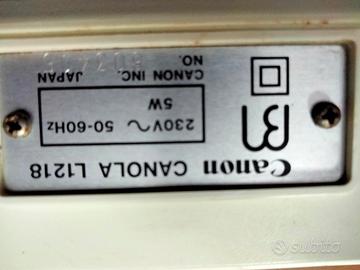 Canon CANOLA L1218
230V 50-60Hz
5W
CANON INC. JAPAN
NO.
subito